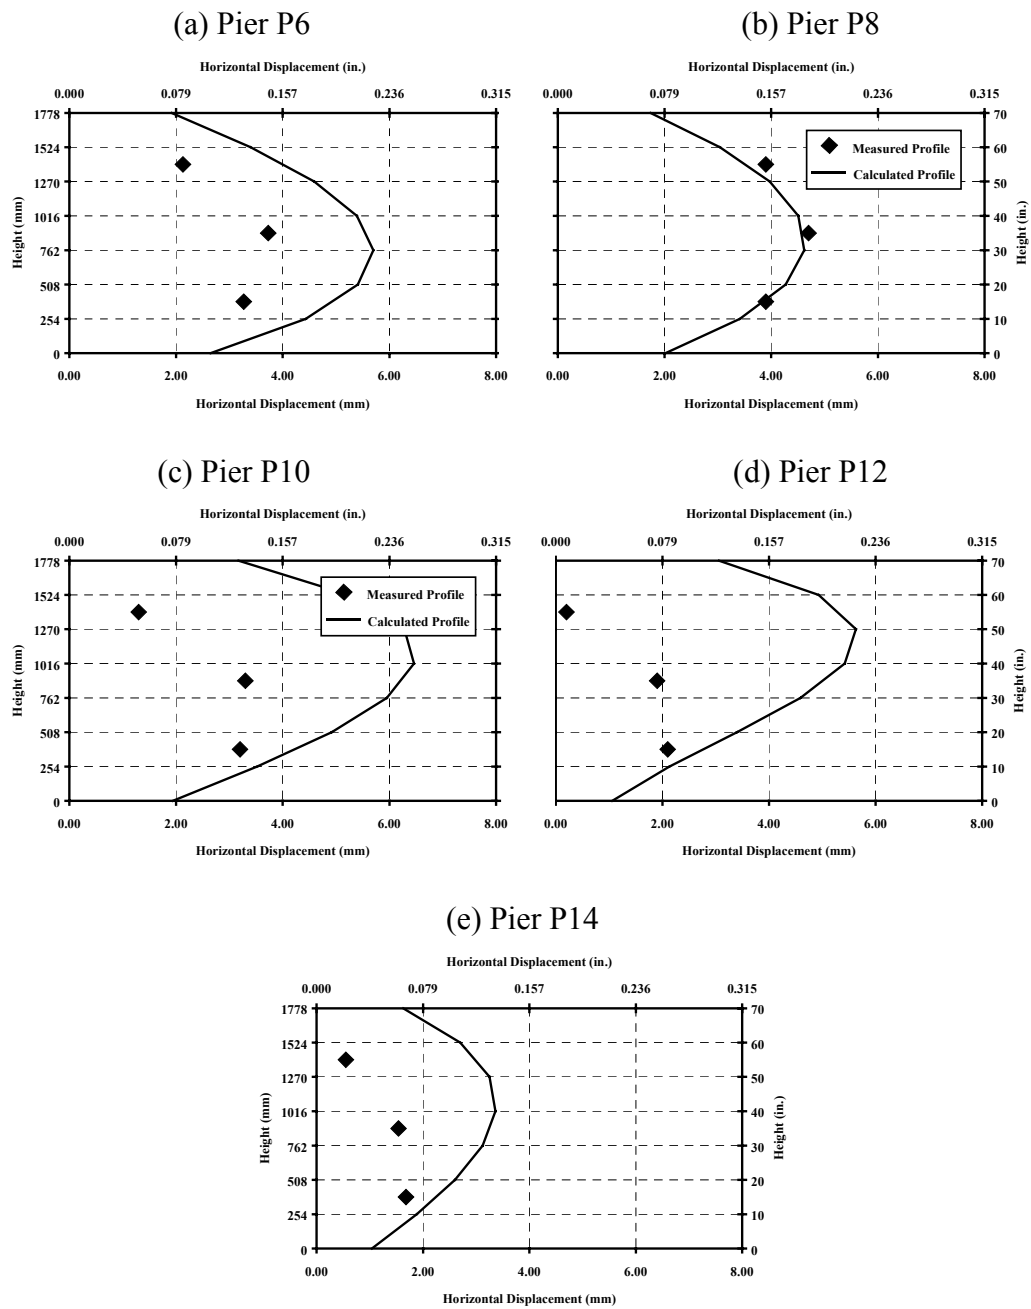 (a) Pier P6
(b) Pier P8
Horizontal Displacement (in.)
Horizontal Displacement (in.)
0.000 0.079 0.157 0.236 0.315
0.000 0.079 0.157 0.236 0.315
1778
1524
1270
1016
762
508
254
0
Height (mm)
0.00 2.00 4.00 6.00 8.00
Horizontal Displacement (mm)
Measured Profile
Calculated Profile
70
60
50
40
30
20
10
0
Height (in.)
0.00 2.00 4.00 6.00 8.00
Horizontal Displacement (mm)
(c) Pier P10
(d) Pier P12
Horizontal Displacement (in.)
Horizontal Displacement (in.)
0.000 0.079 0.157 0.236 0.315
0.000 0.079 0.157 0.236 0.315
1778
1524
1270
1016
762
508
254
0
Height (mm)
Measured Profile
Calculated Profile
0.00 2.00 4.00 6.00 8.00
Horizontal Displacement (mm)
70
60
50
40
30
20
10
0
Height (in.)
0.00 2.00 4.00 6.00 8.00
Horizontal Displacement (mm)
(e) Pier P14
Horizontal Displacement (in.)
0.000 0.079 0.157 0.236 0.315
1778
1524
1270
1016
762
508
254
0
Height (mm)
70
60
50
40
30
20
10
0
Height (in.)
0.00 2.00 4.00 6.00 8.00
Horizontal Displacement (mm)